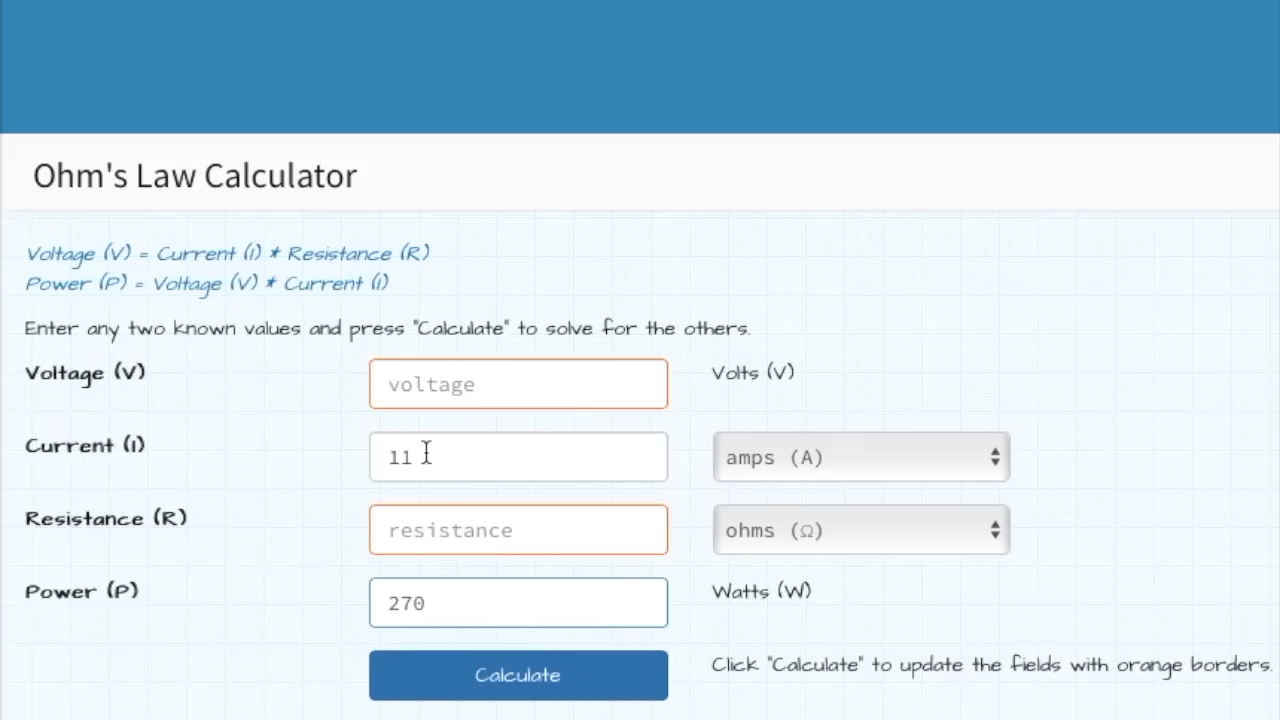 Ohm's Law Calculator
Voltage (V) = Current (I) * Resistance (R)
Power (P) = Voltage (V) * Current (I)
Enter any two known values and press "Calculate" to solve for the others.
Voltage (V) voltage Volts (V)
Current (I) 11 amps (A)
Resistance (R) resistance ohms (Ω)
Power (P) 270 Watts (W)
Calculate Click "Calculate" to update the fields with orange borders.